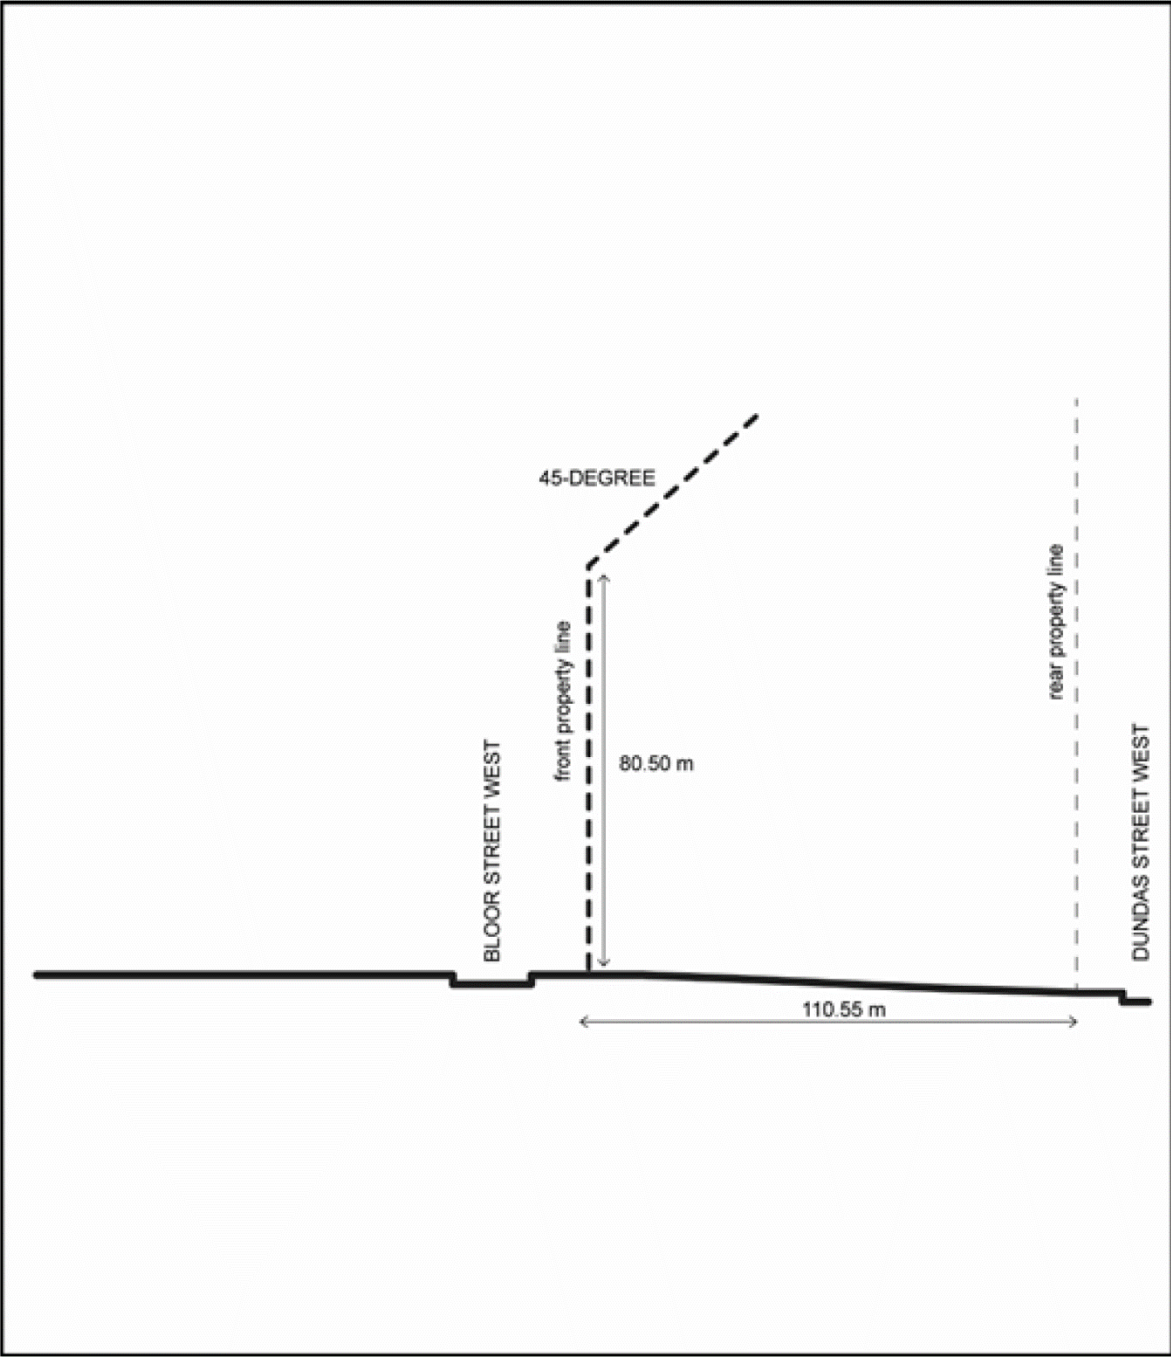 45-DEGREE
front property line
rear property line
80.50 m
BLOOR STREET WEST
DUNDAS STREET WEST
110.55 m